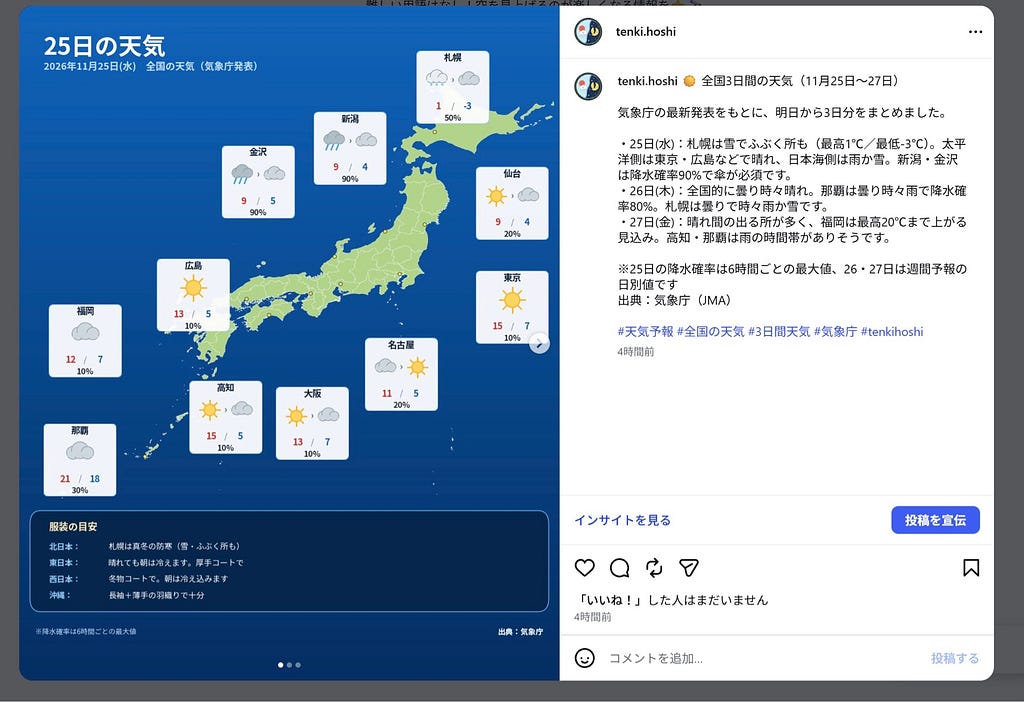 難しい用語はなし！空を見上げるのが楽しくなる情報を
25日の天気
2026年11月25日(水)　全国の天気（気象庁発表）
札幌
1 / -3
50%
新潟
9 / 4
90%
金沢
9 / 5
90%
仙台
9 / 4
20%
広島
13 / 5
10%
東京
15 / 7
10%
福岡
12 / 7
10%
名古屋
11 / 5
20%
高知
15 / 5
10%
大阪
13 / 7
10%
那覇
21 / 18
30%
服装の目安
北日本： 札幌は真冬の防寒（雪・ふぶく所も）
東日本： 晴れても朝は冷えます。厚手コートで
西日本： 冬物コートで。朝は冷え込みます
沖縄： 長袖＋薄手の羽織りで十分
※降水確率は6時間ごとの最大値
出典：気象庁
tenki.hoshi
tenki.hoshi 全国3日間の天気（11月25日〜27日）
気象庁の最新発表をもとに、明日から3日分をまとめました。
・25日(水)：札幌は雪でふぶく所も（最高1℃／最低-3℃）。太平
洋側は東京・広島などで晴れ、日本海側は雨か雪。新潟・金沢
は降水確率90%で傘が必須です。
・26日(木)：全国的に曇り時々晴れ。那覇は曇り時々雨で降水確
率80%。札幌は曇りで時々雨か雪です。
・27日(金)：晴れ間の出る所が多く、福岡は最高20℃まで上がる
見込み。高知・那覇は雨の時間帯がありそうです。
※25日の降水確率は6時間ごとの最大値、26・27日は週間予報の
日別値です
出典：気象庁（JMA）
#天気予報 #全国の天気 #3日間天気 #気象庁 #tenkihoshi
4時間前
インサイトを見る
投稿を宣伝
「いいね！」した人はまだいません
4時間前
コメントを追加...
投稿する